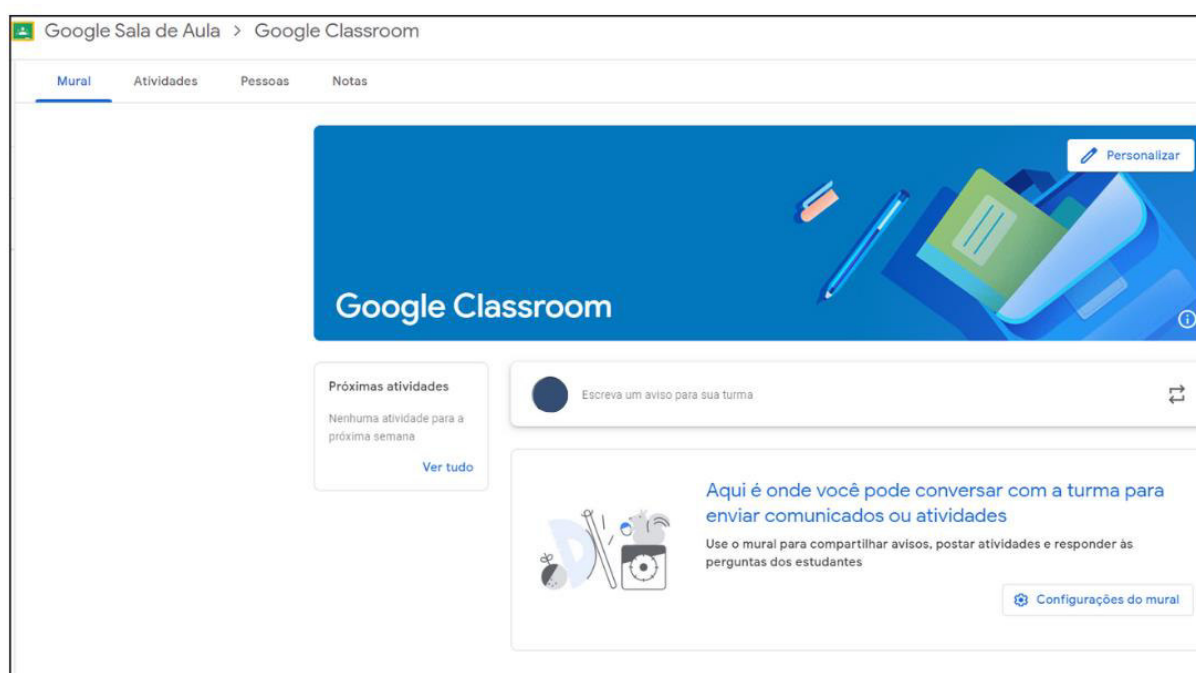 Google Sala de Aula > Google Classroom
Mural Atividades Pessoas Notas
Personalizar
Google Classroom
Próximas atividades
Nenhuma atividade para a
próxima semana
Ver tudo
Escreva um aviso para sua turma
Aqui é onde você pode conversar com a turma para
enviar comunicados ou atividades
Use o mural para compartilhar avisos, postar atividades e responder às
perguntas dos estudantes
Configurações do mural